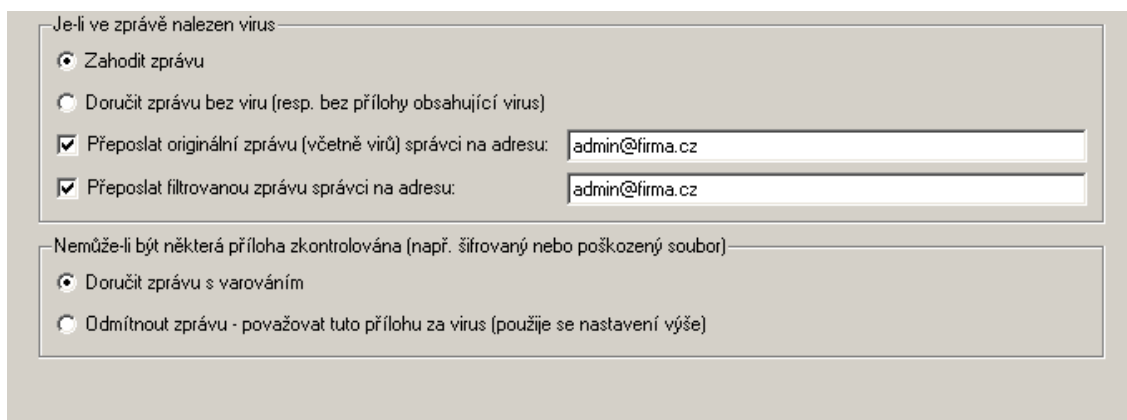 Je-li ve zprávě nalezen virus
Zahodit zprávu
Doručit zprávu bez viru (resp. bez přílohy obsahující virus)
Přeposlat originální zprávu (včetně virů) správci na adresu: admin@firma.cz
Přeposlat filtrovanou zprávu správci na adresu: admin@firma.cz
Nemůže-li být některá příloha zkontrolována (např. šifrovaný nebo poškozený soubor)
Doručit zprávu s varováním
Odmítnout zprávu - považovat tuto přílohu za virus (použije se nastavení výše)